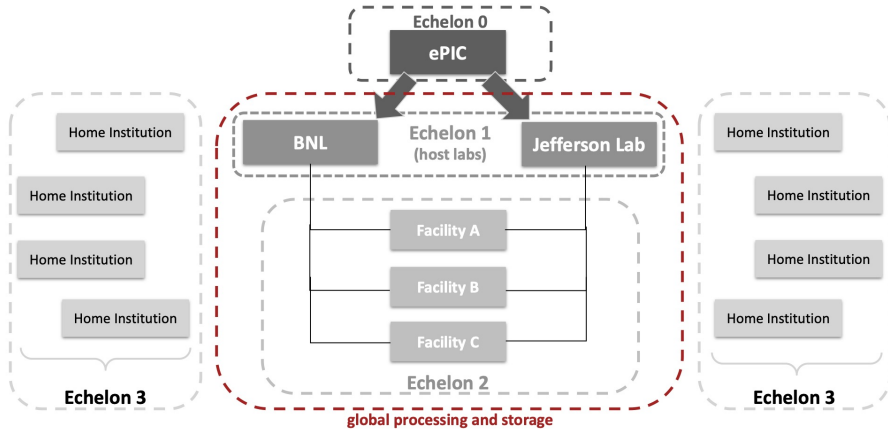 Echelon 0
ePIC
BNL
Echelon 1
(host labs)
Jefferson Lab
Home Institution
Home Institution
Home Institution
Home Institution
Echelon 3
Facility A
Facility B
Facility C
Echelon 2
global processing and storage
Home Institution
Home Institution
Home Institution
Home Institution
Echelon 3